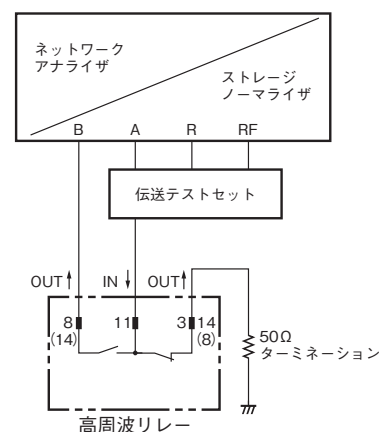 ネットワーク
アナライザ
ストレージ
ノーマライザ
B A R RF
伝送テストセット
OUT IN OUT
8 11 3 14
(14) (8)
50Ω
ターミネーション
高周波リレー